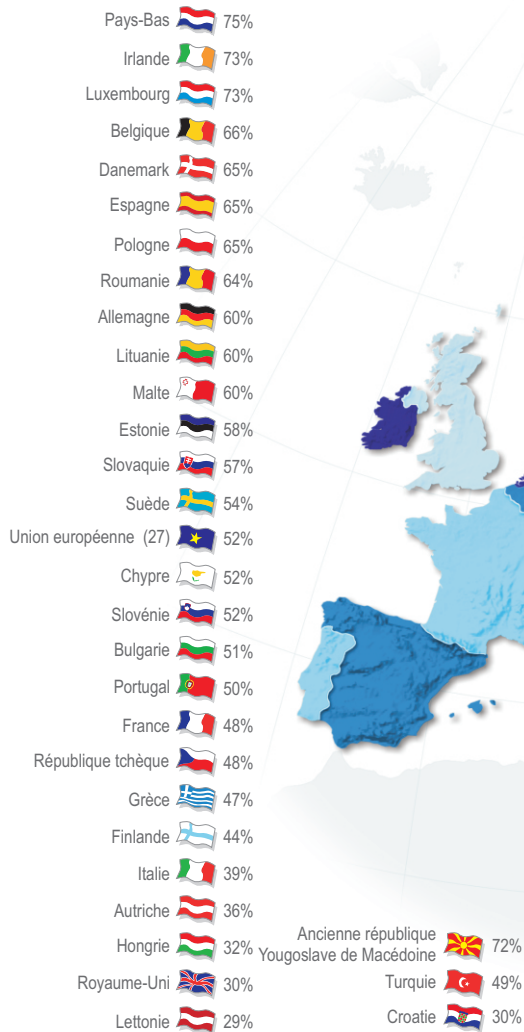 Pays-Bas 75%
Irlande 73%
Luxembourg 73%
Belgique 66%
Danemark 65%
Espagne 65%
Pologne 65%
Roumanie 64%
Allemagne 60%
Lituanie 60%
Malte 60%
Estonie 58%
Slovaquie 57%
Suède 54%
Union européenne (27) 52%
Chypre 52%
Slovénie 52%
Bulgarie 51%
Portugal 50%
France 48%
République tchèque 48%
Grèce 47%
Finlande 44%
Italie 39%
Autriche 36%
Hongrie 32%
Royaume-Uni 30%
Lettonie 29%
Ancienne république
Yougoslave de Macédoine 72%
Turquie 49%
Croatie 30%